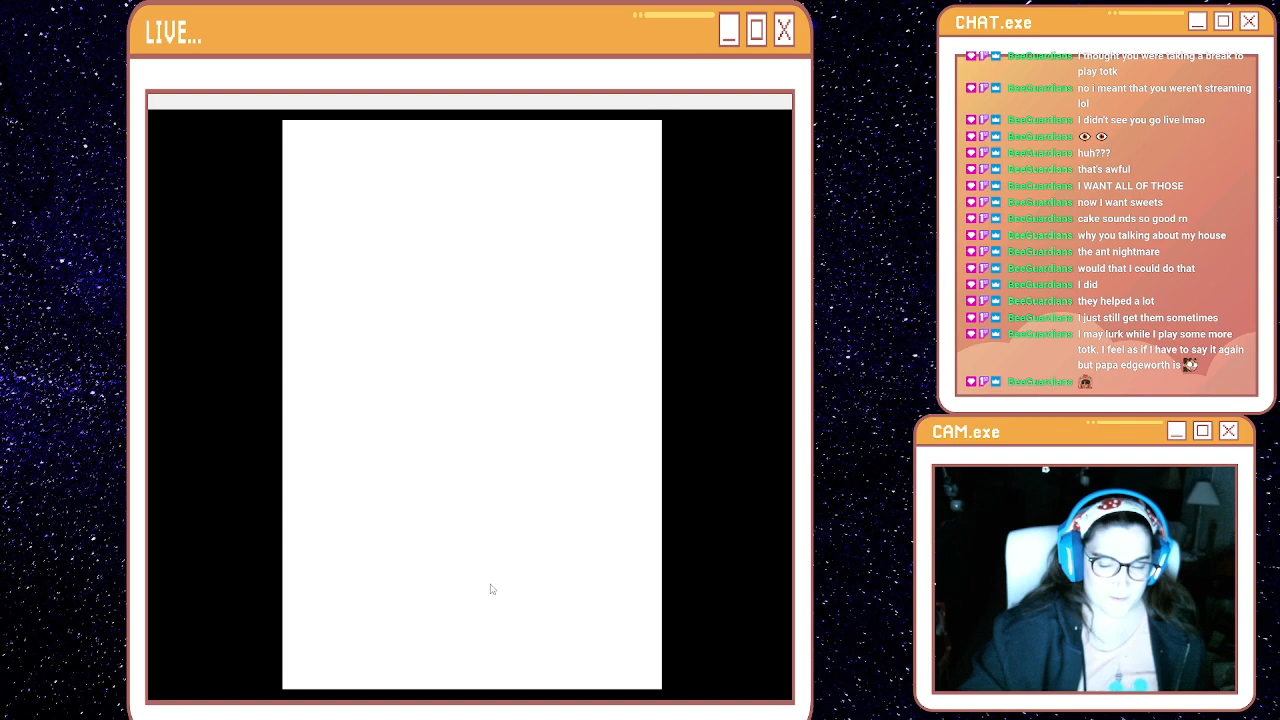 LIVE...
CHAT.exe
BeeGuardians I thought you were taking a break to
play totk
BeeGuardians no i meant that you weren't streaming
lol
BeeGuardians I didn't see you go live lmao
BeeGuardians
BeeGuardians huh???
BeeGuardians that's awful
BeeGuardians I WANT ALL OF THOSE
BeeGuardians now I want sweets
BeeGuardians cake sounds so good rn
BeeGuardians why you talking about my house
BeeGuardians the ant nightmare
BeeGuardians would that I could do that
BeeGuardians I did
BeeGuardians they helped a lot
BeeGuardians I just still get them sometimes
BeeGuardians I may lurk while I play some more
totk. I feel as if I have to say it again
but papa edgeworth is
BeeGuardians
CAM.exe